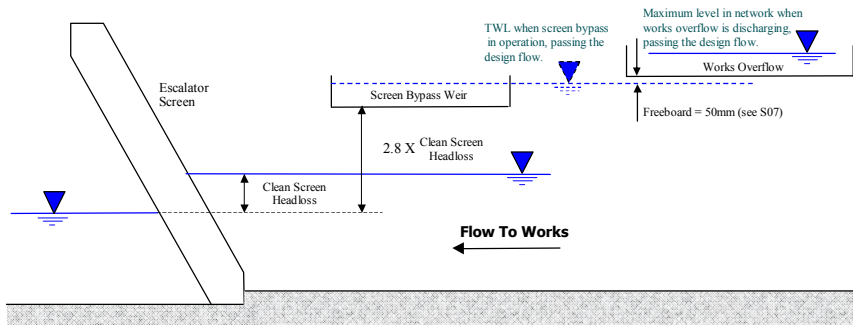 TWL when screen bypass
in operation, passing the
design flow.
Maximum level in network when
works overflow is discharging,
passing the design flow.
Works Overflow
Escalator
Screen
Screen Bypass Weir
Freeboard = 50mm (see S07)
2.8 X Clean Screen
Headloss
Clean Screen
Headloss
Flow To Works